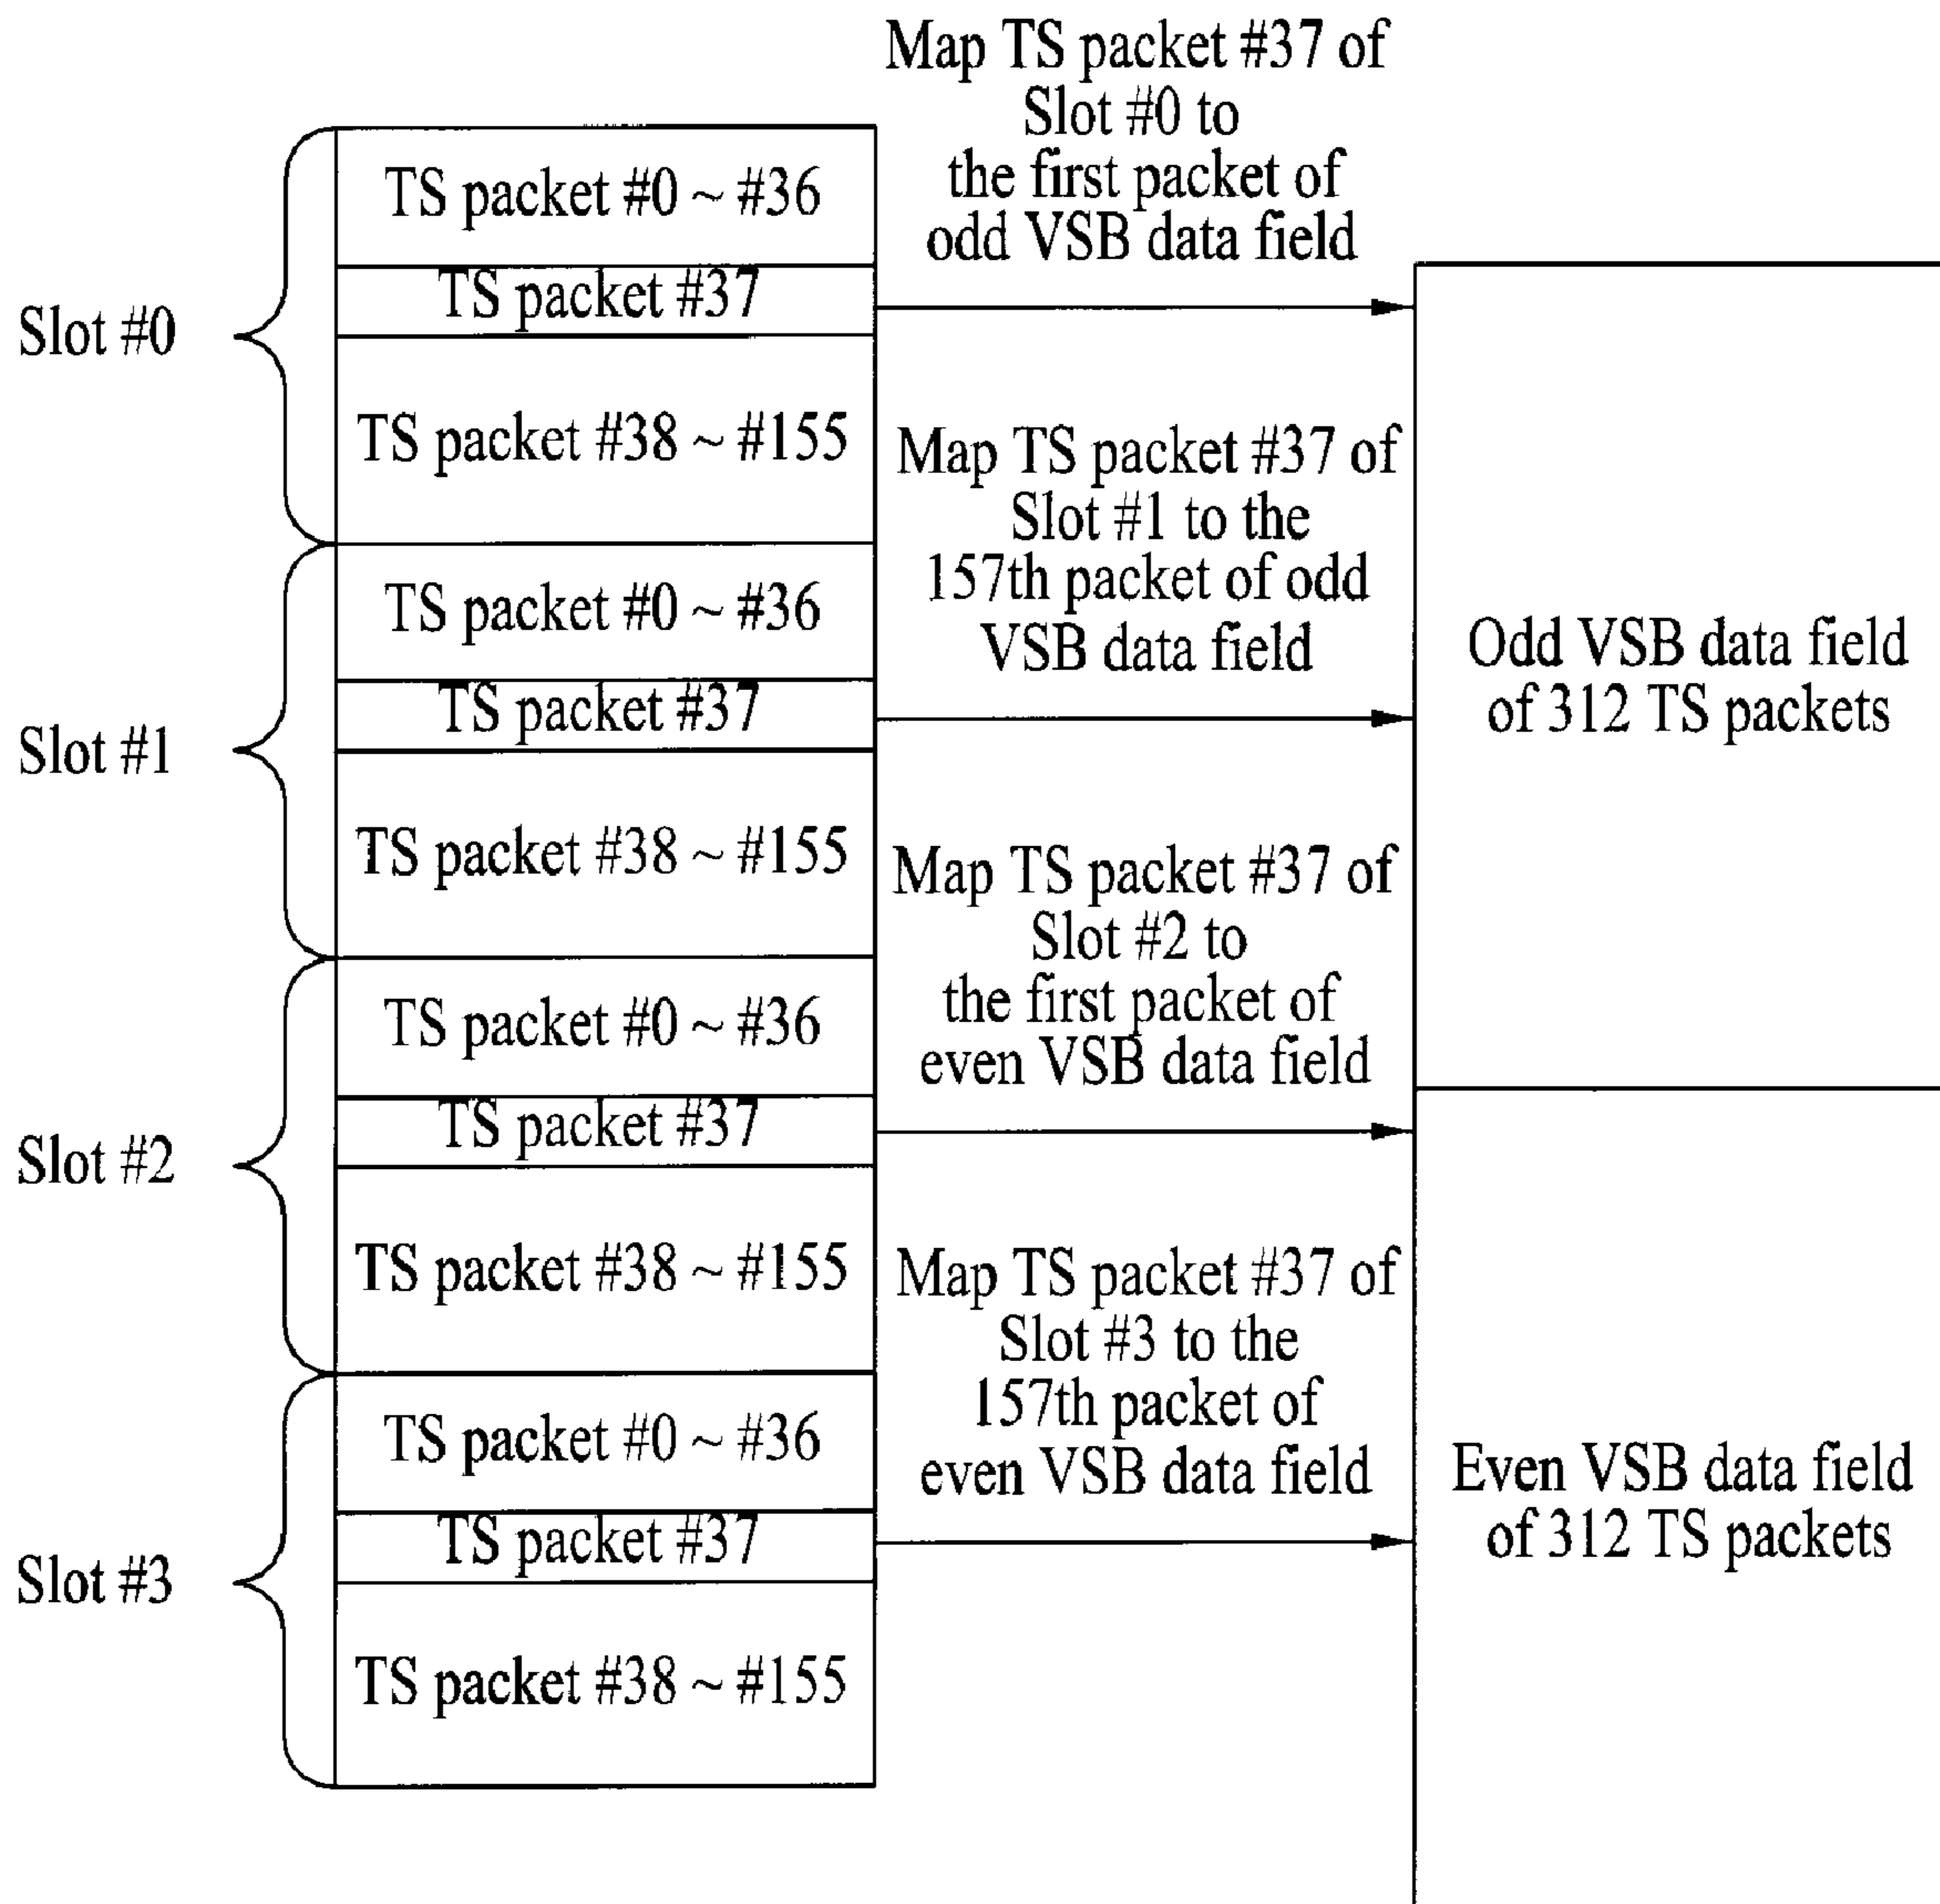 Map TS packet #37 of
Slot #0 to
the first packet of
odd VSB data field
TS packet #0 ~ #36
TS packet #37
Slot #0
TS packet #38 ~ #155
Map TS packet #37 of
Slot #1 to the
157th packet of odd
VSB data field
TS packet #0 ~ #36
TS packet #37
Slot #1
TS packet #38 ~ #155
Odd VSB data field
of 312 TS packets
Map TS packet #37 of
Slot #2 to
the first packet of
even VSB data field
TS packet #0 ~ #36
TS packet #37
Slot #2
TS packet #38 ~ #155
Map TS packet #37 of
Slot #3 to the
157th packet of
even VSB data field
TS packet #0 ~ #36
TS packet #37
Slot #3
TS packet #38 ~ #155
Even VSB data field
of 312 TS packets